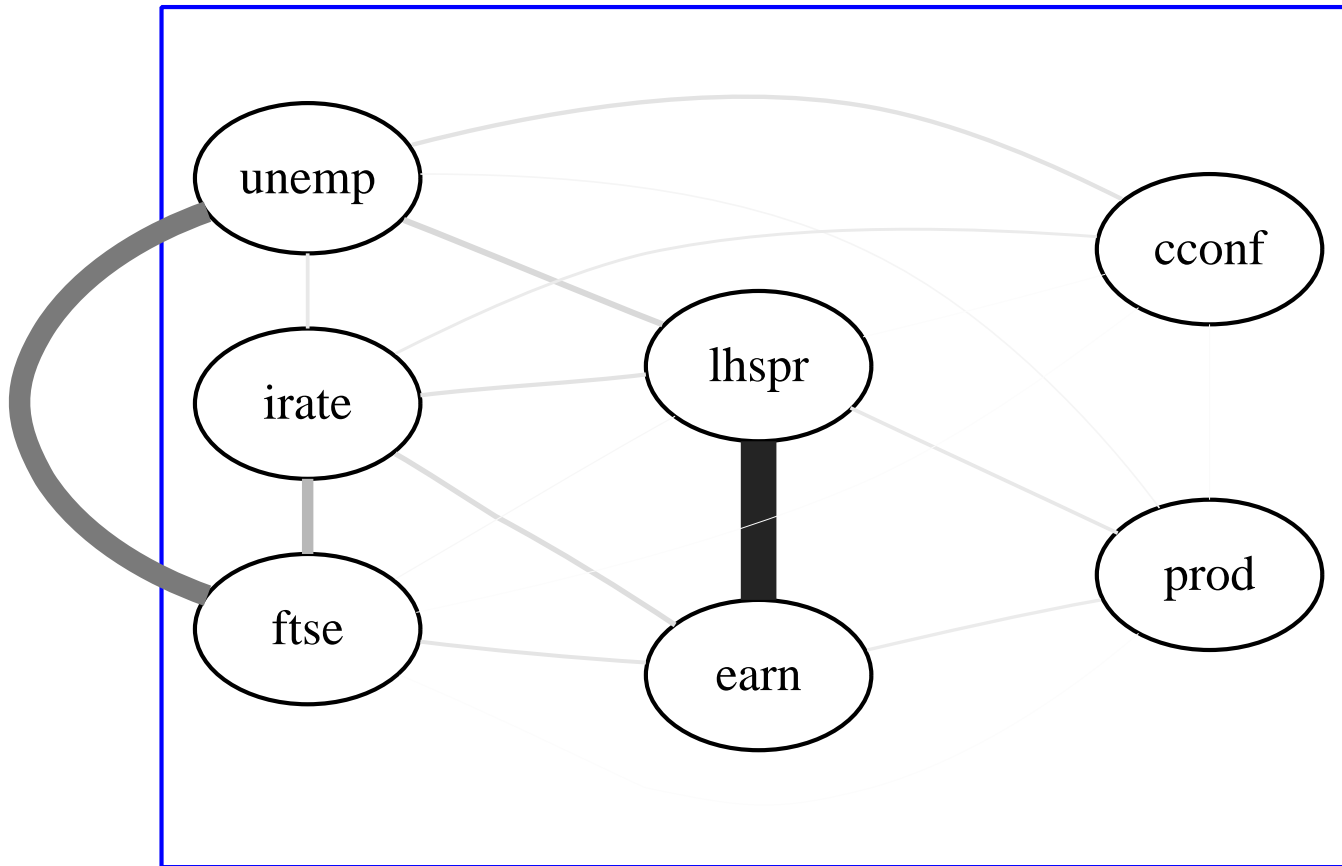 unemp
cconf
lhspr
irate
prod
ftse
earn